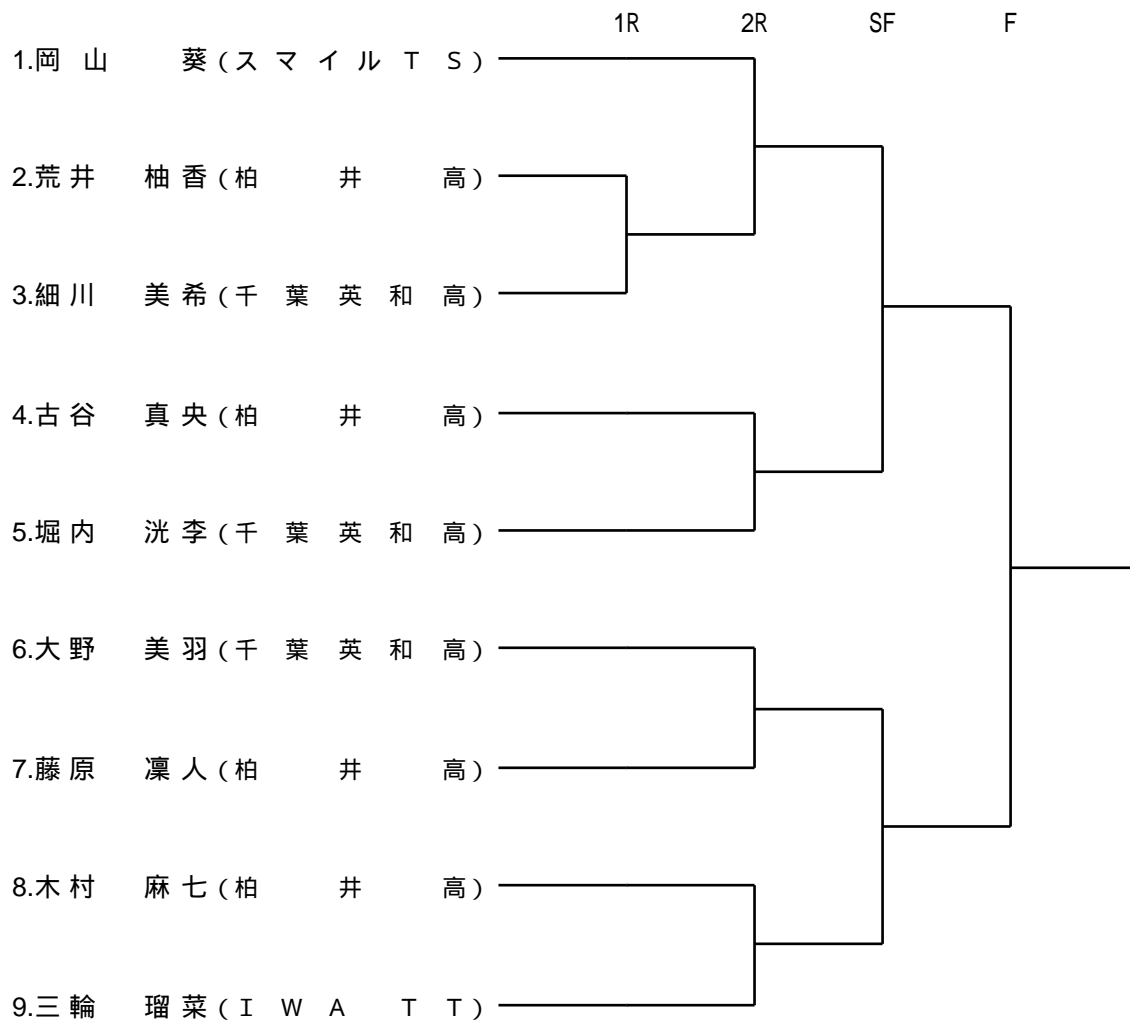 1R 2R SF F
1.岡山 葵(スマイルTS)
2.荒井 柚香(柏井高)
3.細川 美希(千葉英和高)
4.古谷 真央(柏井高)
5.堀内 洸李(千葉英和高)
6.大野 美羽(千葉英和高)
7.藤原 凜人(柏井高)
8.木村 麻七(柏井高)
9.三輪 瑠菜(IWA TT)